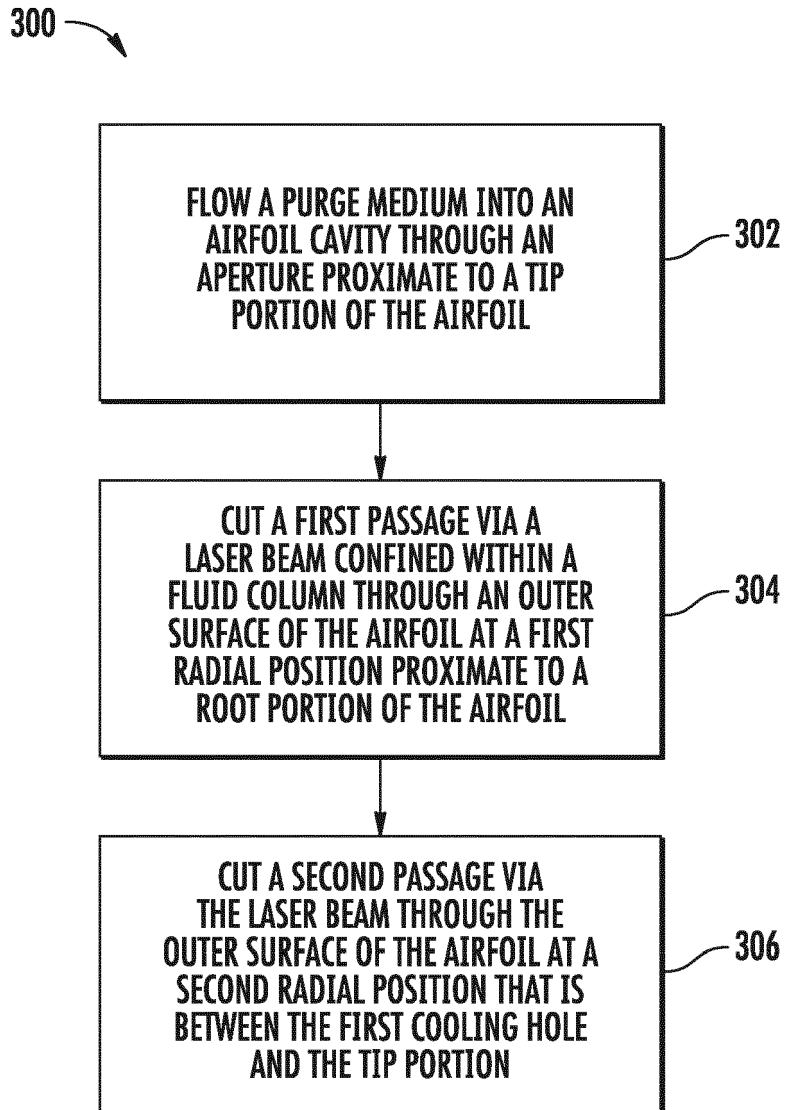 300
FLOW A PURGE MEDIUM INTO AN
AIRFOIL CAVITY THROUGH AN
APERTURE PROXIMATE TO A TIP
PORTION OF THE AIRFOIL
302
CUT A FIRST PASSAGE VIA A
LASER BEAM CONFINED WITHIN A
FLUID COLUMN THROUGH AN OUTER
SURFACE OF THE AIRFOIL AT A FIRST
RADIAL POSITION PROXIMATE TO A
ROOT PORTION OF THE AIRFOIL
304
CUT A SECOND PASSAGE VIA
THE LASER BEAM THROUGH THE
OUTER SURFACE OF THE AIRFOIL AT A
SECOND RADIAL POSITION THAT IS
BETWEEN THE FIRST COOLING HOLE
AND THE TIP PORTION
306